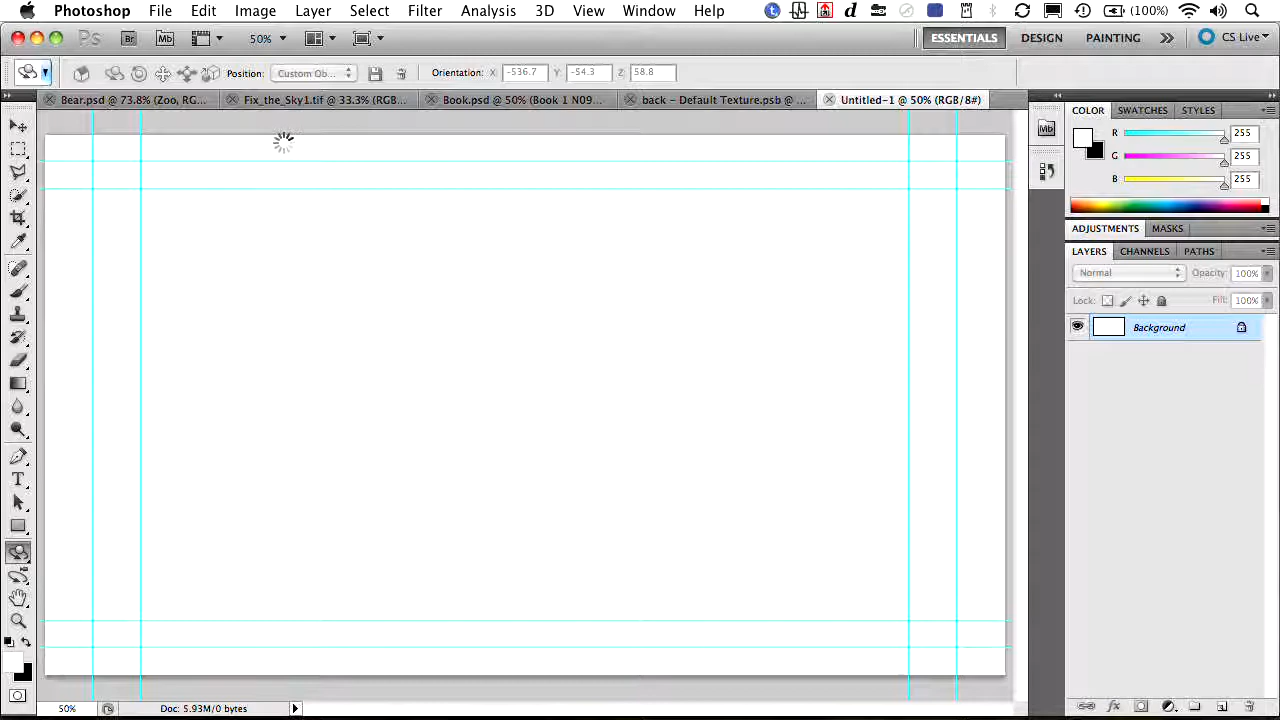 Photoshop File Edit Image Layer Select Filter Analysis 3D View Window Help d (100%)
Ps Br Mb 50% ESSENTIALS DESIGN PAINTING CS Live
Position: Custom Ob... Orientation: X: -536.7 Y: -54.3 Z: 58.8
Bear.psd @ 73.8% (Zoo, RG... Fix_the_Sky1.tif @ 33.3% (RGB... Book.psd @ 50% (Book 1 N09... back - Default Texture.psb @ ... Untitled-1 @ 50% (RGB/8#)
Mb
COLOR SWATCHES STYLES
R 255
G 255
B 255
ADJUSTMENTS MASKS
LAYERS CHANNELS PATHS
Normal Opacity: 100%
Lock: Fill: 100%
Background
T
50% Doc: 5.93M/0 bytes
fx